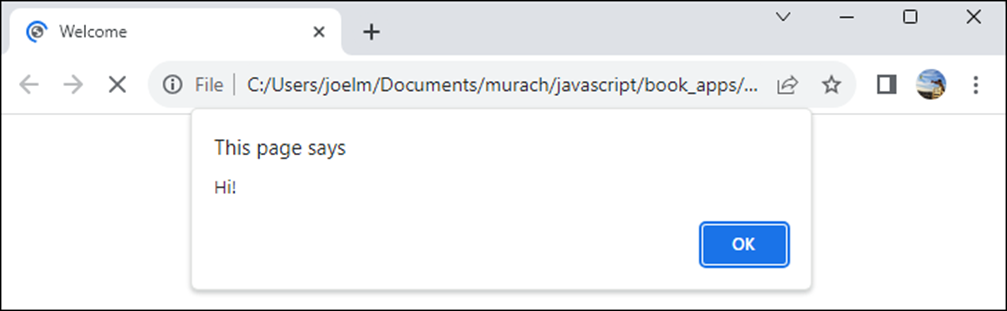 Welcome
File C:/Users/joelm/Documents/murach/javascript/book_apps/...
This page says
Hi!
OK